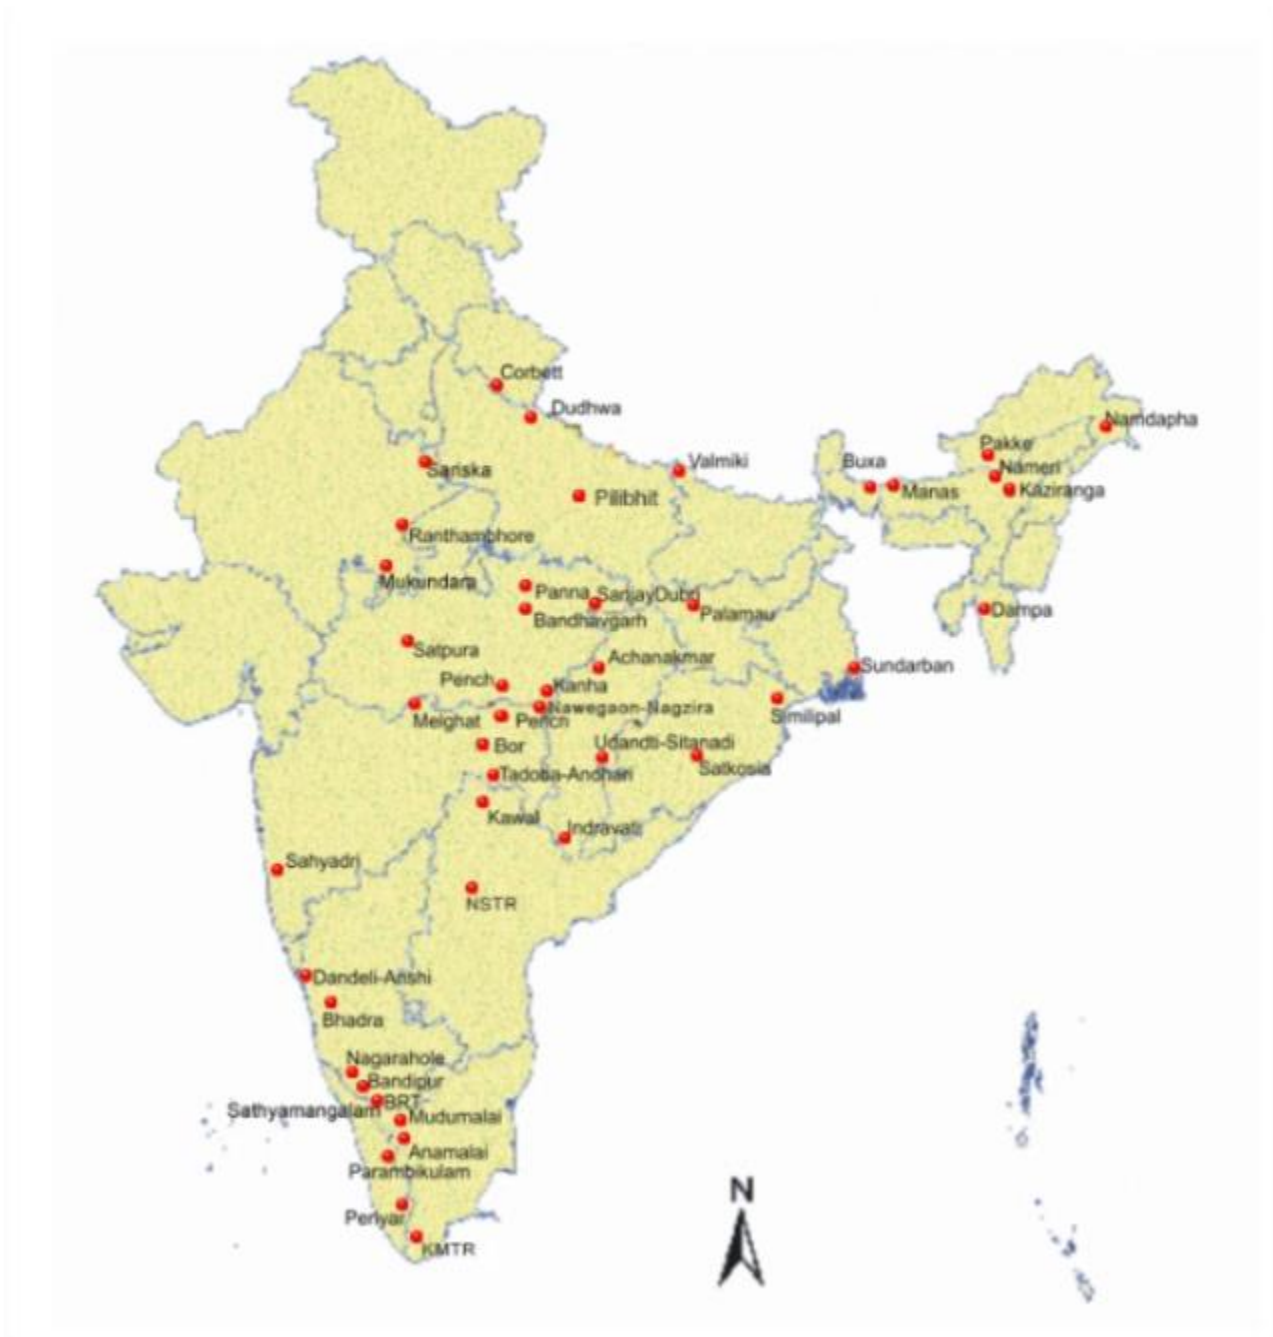 Corbett
Dudhwa
Namdapha
Pakke
Buxa
Valmiki
Nameri
Sariska
Manas
Kaziranga
Pilibhit
Ranthambhore
Mukundara
Panna
SanjayDubri
Palamau
Dampa
Bandhavgarh
Satpura
Achanakmar
Sundarban
Pench
Kanha
Nawegaon-Nagzira
Melghat
Pench
Similipal
Bor
Udandti-Sitanadi
Satkosia
Tadoba-Andhari
Kawal
Indravati
Sahyadri
NSTR
Dandeli-Anshi
Bhadra
Nagarahole
Bandipur
BRT
Sathyamangalam
Mudumalai
Anamalai
Parambikulam
N
Periyar
KMTR